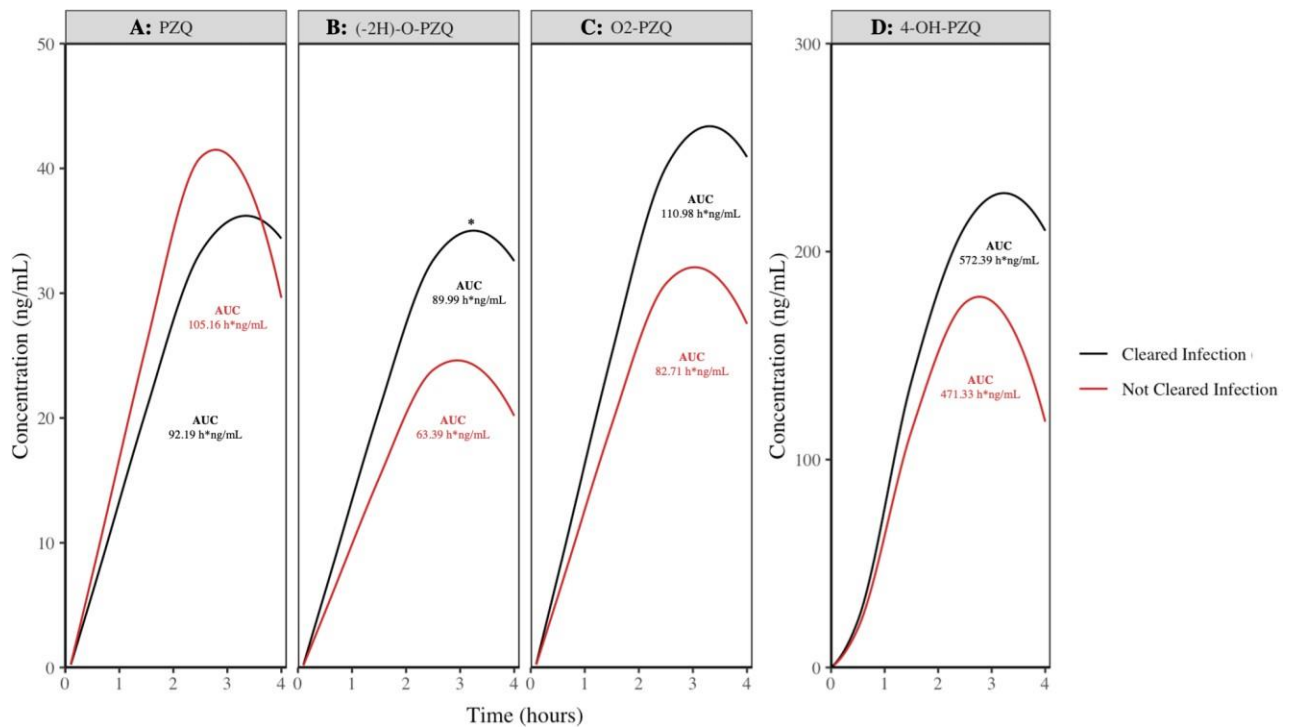 A: PZQ
B: (-2H)-O-PZQ
C: O2-PZQ
D: 4-OH-PZQ
Concentration (ng/mL)
50
40
30
20
10
0
AUC
105.16 h*ng/mL
AUC
92.19 h*ng/mL
0 1 2 3 4
*
AUC
89.99 h*ng/mL
AUC
63.39 h*ng/mL
0 1 2 3 4
AUC
110.98 h*ng/mL
AUC
82.71 h*ng/mL
0 1 2 3 4
Concentration (ng/mL)
300
200
100
0
AUC
572.39 h*ng/mL
AUC
471.33 h*ng/mL
0 1 2 3 4
Time (hours)
Cleared Infection
Not Cleared Infection